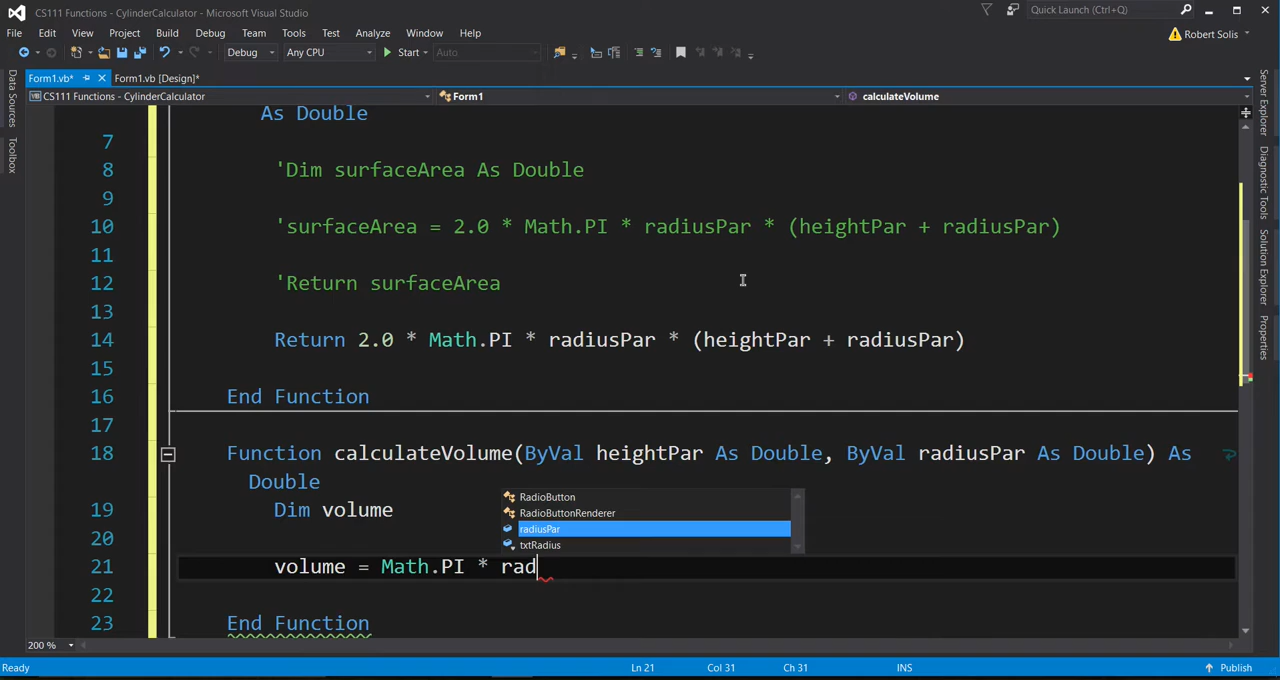 CS111 Functions - CylinderCalculator - Microsoft Visual Studio
Quick Launch (Ctrl+Q)
File Edit View Project Build Debug Team Tools Test Analyze Window Help
Robert Solis
Debug Any CPU Start Auto
Form1.vb* Form1.vb [Design]*
CS111 Functions - CylinderCalculator Form1 calculateVolume
Data Sources
Toolbox
Server Explorer
Diagnostic Tools
Solution Explorer
Properties
As Double
7
8 'Dim surfaceArea As Double
9
10 'surfaceArea = 2.0 * Math.PI * radiusPar * (heightPar + radiusPar)
11
12 'Return surfaceArea
13
14 Return 2.0 * Math.PI * radiusPar * (heightPar + radiusPar)
15
16 End Function
17
18 Function calculateVolume(ByVal heightPar As Double, ByVal radiusPar As Double) As
Double
19 Dim volume
20
21 volume = Math.PI * rad
22
23 End Function
RadioButton
RadioButtonRenderer
radiusPar
txtRadius
200 %
Ready Ln 21 Col 31 Ch 31 INS Publish